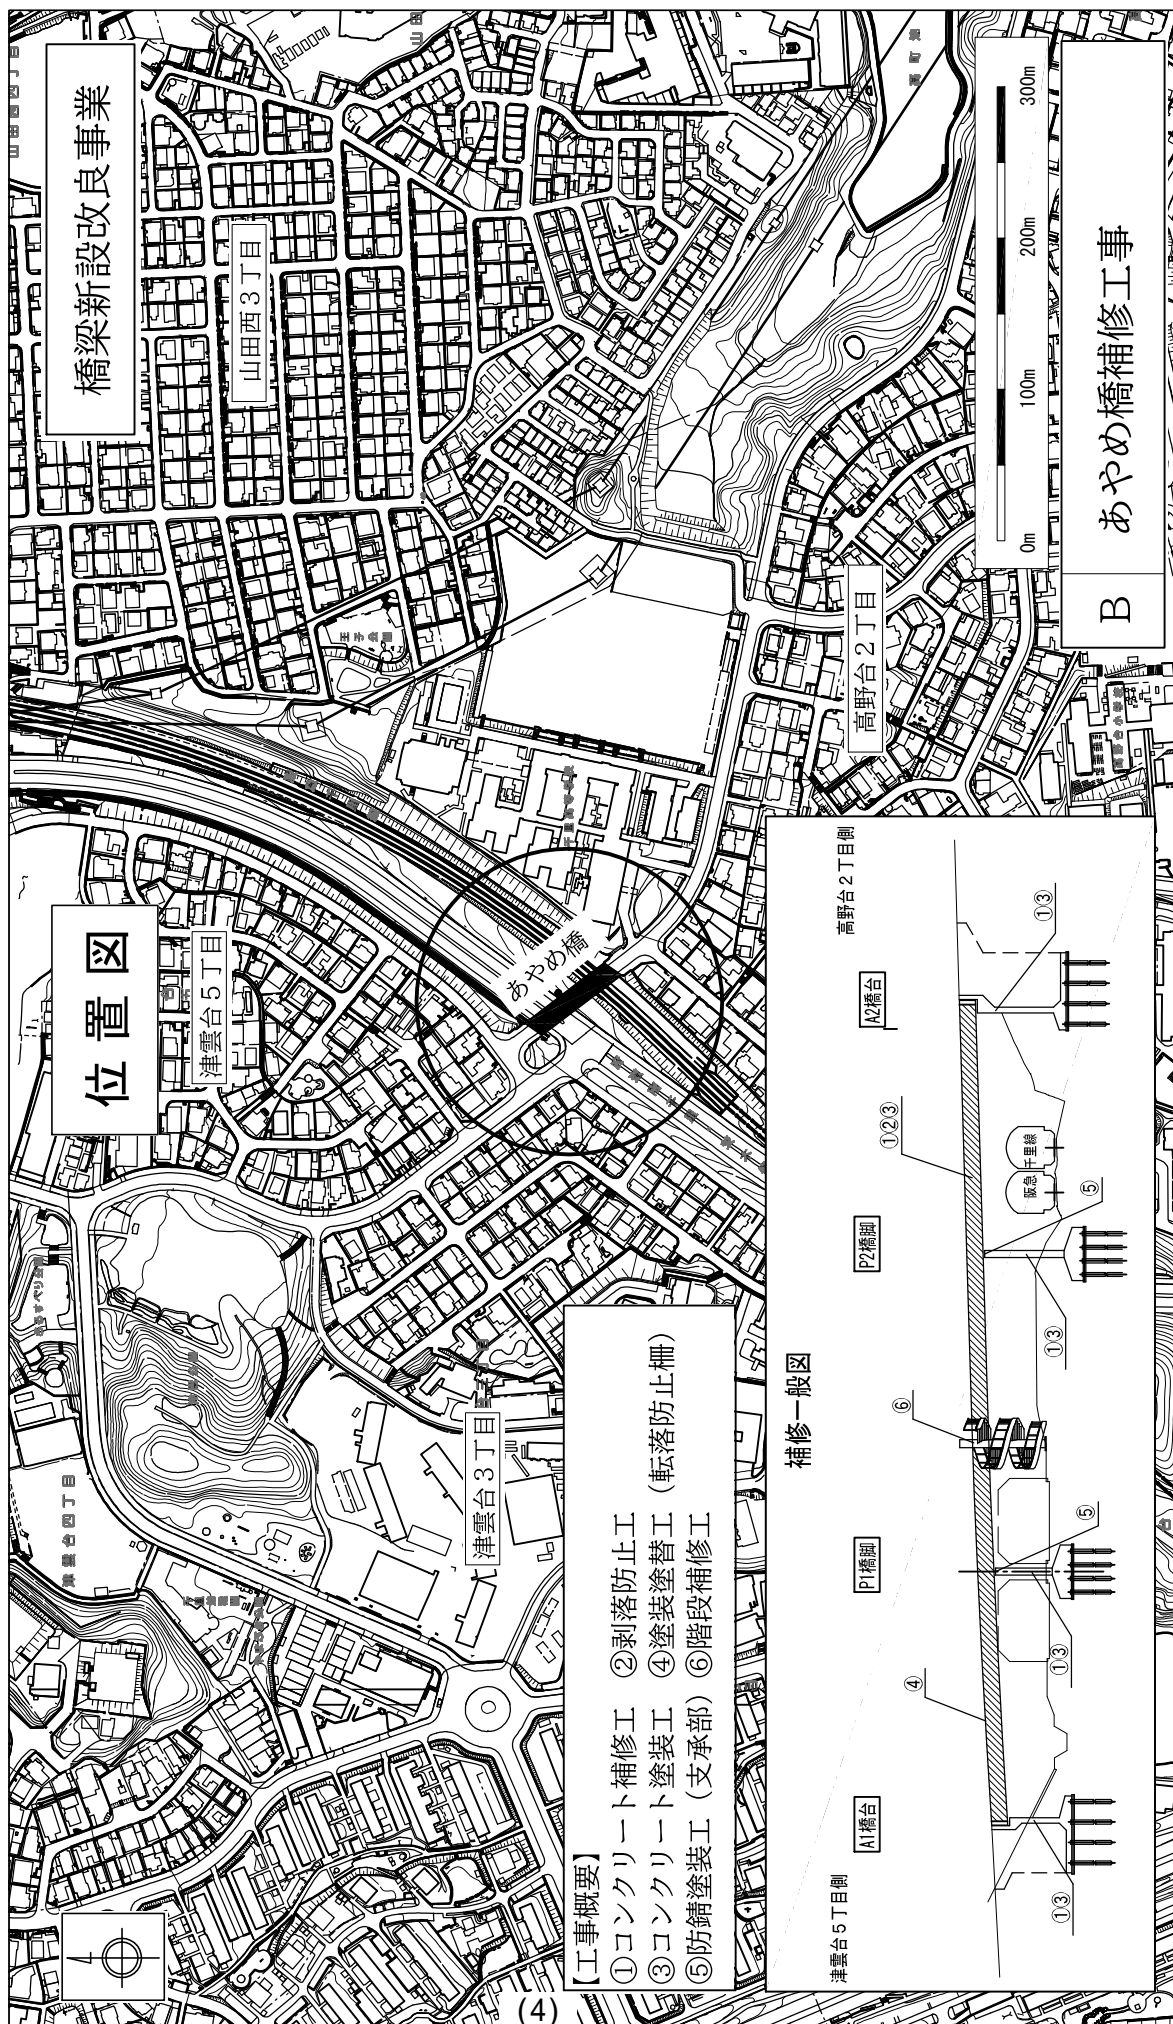 橋梁新設改良事業
位置図
山田西3丁目
津雲台5丁目
あやめ橋
高野台2丁目
津雲台3丁目
王子公園
0m 100m 200m 300m
B あやめ橋補修工事
【工事概要】
①コンクリート補修工 ②剥落防止工
③コンクリート塗装工 ④塗装塗替工（転落防止柵）
⑤防錆塗装工（支承部）⑥階段補修工
補修一般図
津雲台5丁目側
高野台2丁目側
A1橋台
P1橋脚
P2橋脚
A2橋台
④
⑥
①②③
阪急 千里線
①③
①③
⑤
①③
⑤
①③
(4)